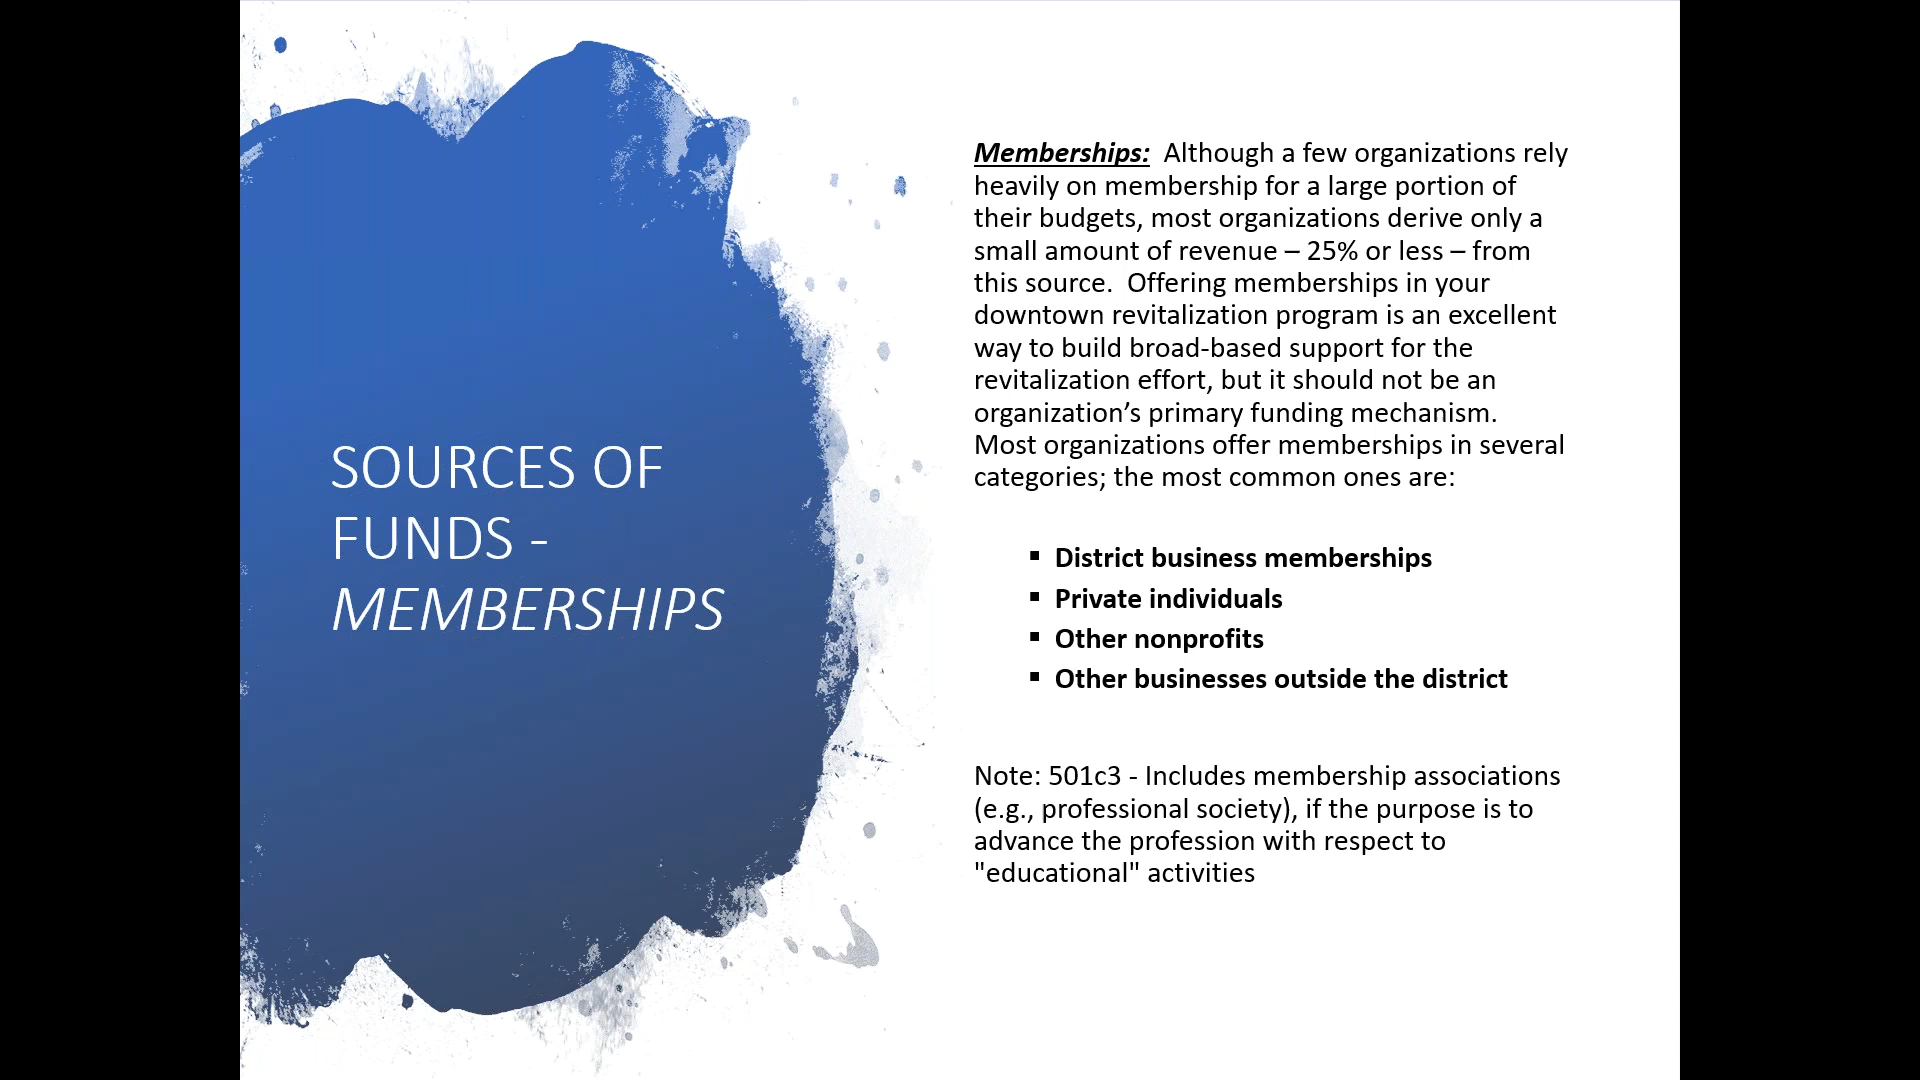 SOURCES OF
FUNDS -
MEMBERSHIPS
Memberships:  Although a few organizations rely
heavily on membership for a large portion of
their budgets, most organizations derive only a
small amount of revenue – 25% or less – from
this source.  Offering memberships in your
downtown revitalization program is an excellent
way to build broad-based support for the
revitalization effort, but it should not be an
organization’s primary funding mechanism.
Most organizations offer memberships in several
categories; the most common ones are:
▪ District business memberships
▪ Private individuals
▪ Other nonprofits
▪ Other businesses outside the district
Note: 501c3 - Includes membership associations
(e.g., professional society), if the purpose is to
advance the profession with respect to
"educational" activities